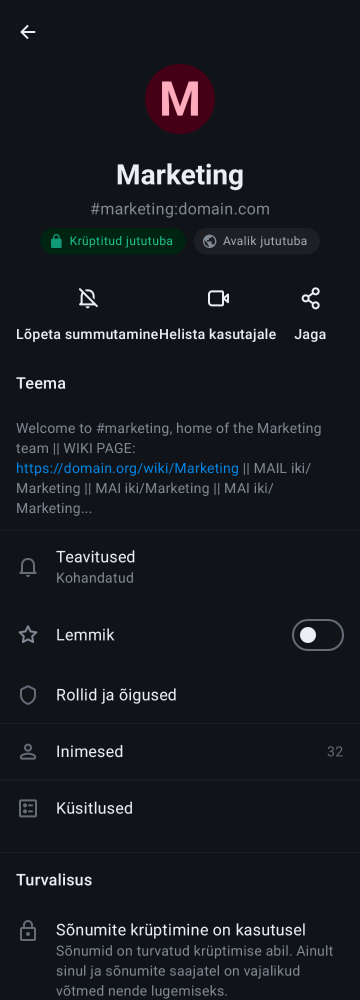 M
Marketing
#marketing:domain.com
Krüptitud jututuba
Avalik jututuba
Lõpeta summutamine
Helista kasutajale
Jaga
Teema
Welcome to #marketing, home of the Marketing
team || WIKI PAGE:
https://domain.org/wiki/Marketing || MAIL iki/
Marketing || MAI iki/Marketing || MAI iki/
Marketing...
Teavitused
Kohandatud
Lemmik
Rollid ja õigused
Inimesed 32
Küsitlused
Turvalisus
Sõnumite krüptimine on kasutusel
Sõnumid on turvatud krüptimise abil. Ainult
sinul ja sõnumite saajatel on vajalikud
võtmed nende lugemiseks.